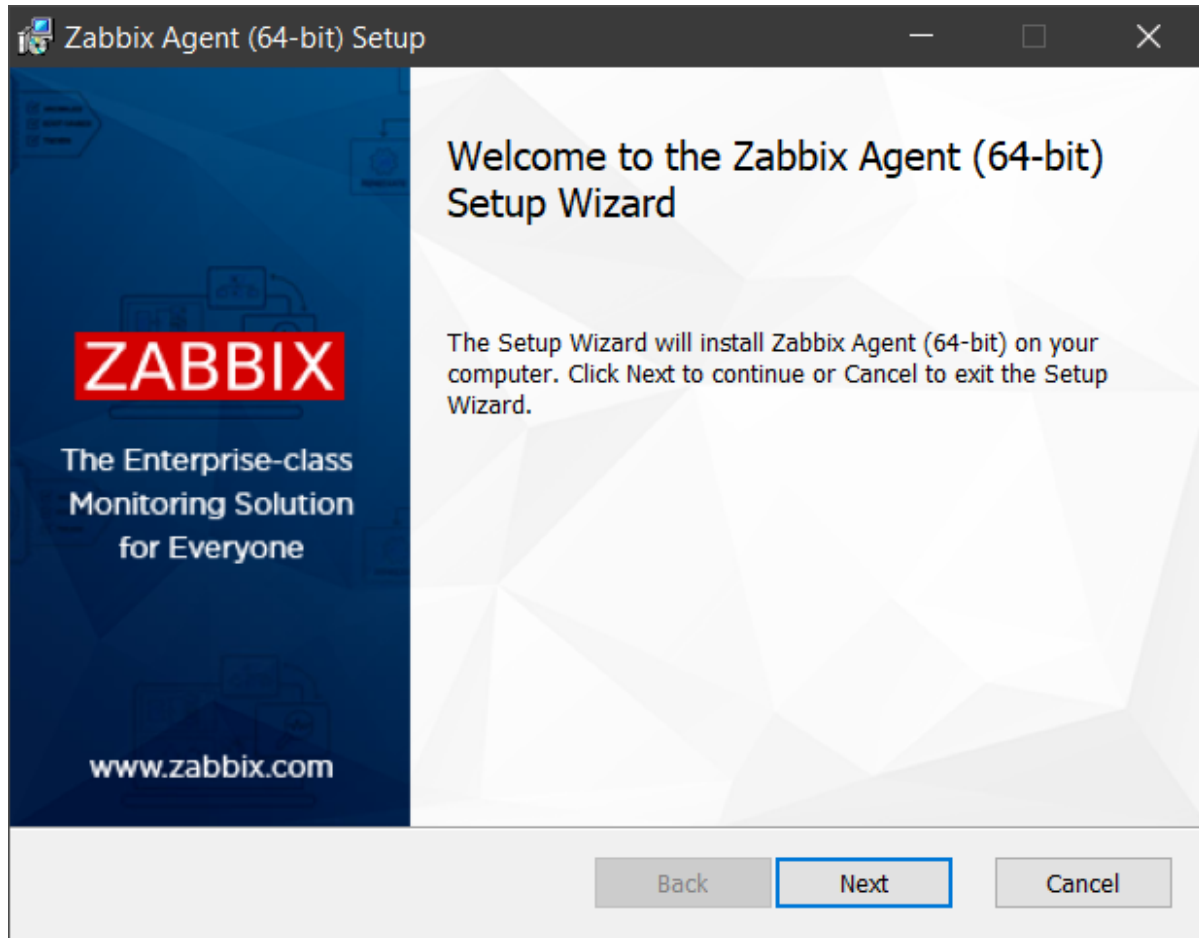 Zabbix Agent (64-bit) Setup
Welcome to the Zabbix Agent (64-bit)
Setup Wizard
The Setup Wizard will install Zabbix Agent (64-bit) on your
computer. Click Next to continue or Cancel to exit the Setup
Wizard.
ZABBIX
The Enterprise-class
Monitoring Solution
for Everyone
www.zabbix.com
Back Next Cancel